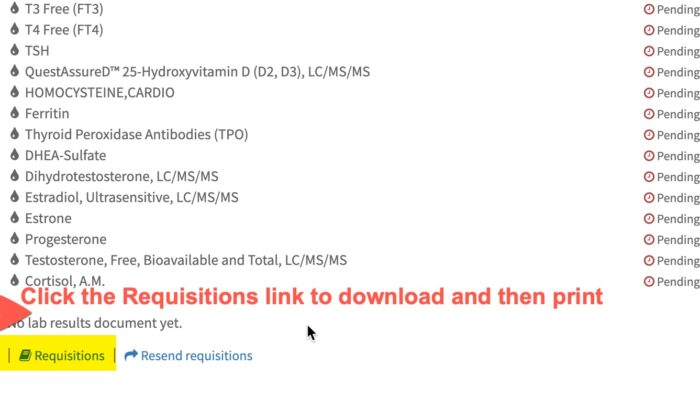 T3 Free (FT3) Pending
T4 Free (FT4) Pending
TSH Pending
QuestAssureD™ 25-Hydroxyvitamin D (D2, D3), LC/MS/MS Pending
HOMOCYSTEINE,CARDIO Pending
Ferritin Pending
Thyroid Peroxidase Antibodies (TPO) Pending
DHEA-Sulfate Pending
Dihydrotestosterone, LC/MS/MS Pending
Estradiol, Ultrasensitive, LC/MS/MS Pending
Estrone Pending
Progesterone Pending
Testosterone, Free, Bioavailable and Total, LC/MS/MS Pending
Cortisol, A.M. Pending
Click the Requisitions link to download and then print
No lab results document yet.
| Requisitions | Resend requisitions